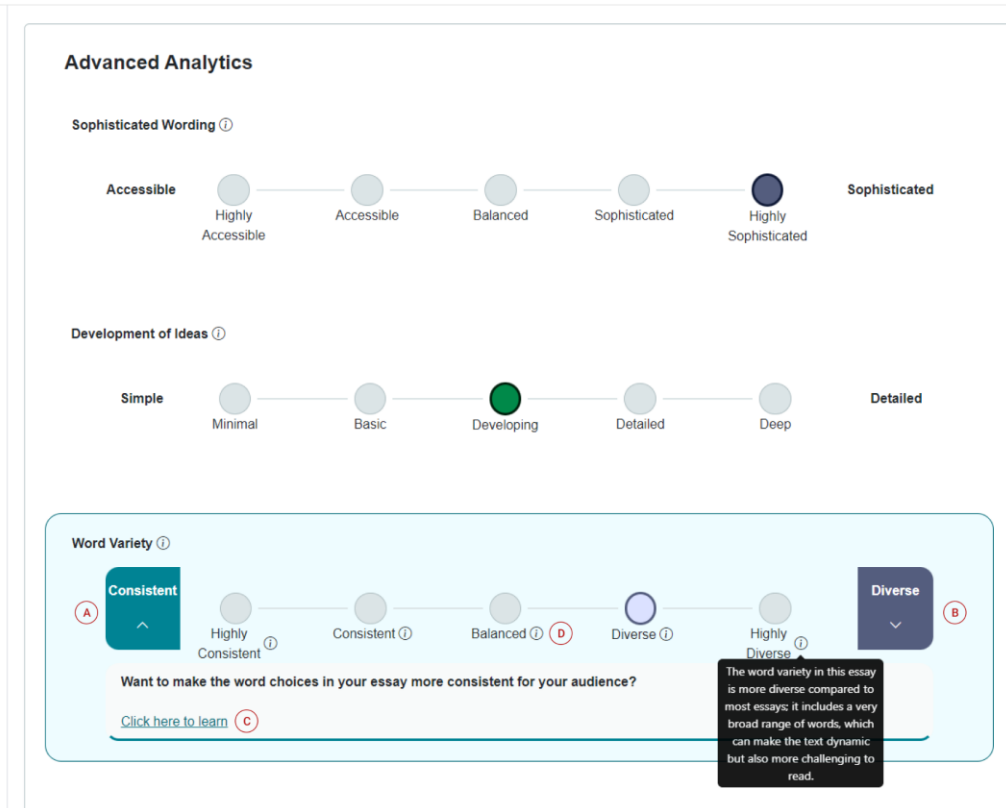 Advanced Analytics
Sophisticated Wording
Accessible
Highly
Accessible
Accessible
Balanced
Sophisticated
Highly
Sophisticated
Sophisticated
Development of Ideas
Simple
Minimal
Basic
Developing
Detailed
Deep
Detailed
Word Variety
A
Consistent
Highly
Consistent
Consistent
Balanced
D
Diverse
Highly
Diverse
Diverse
B
Want to make the word choices in your essay more consistent for your audience?
Click here to learn
C
The word variety in this essay
is more diverse compared to
most essays; it includes a very
broad range of words, which
can make the text dynamic
but also more challenging to
read.